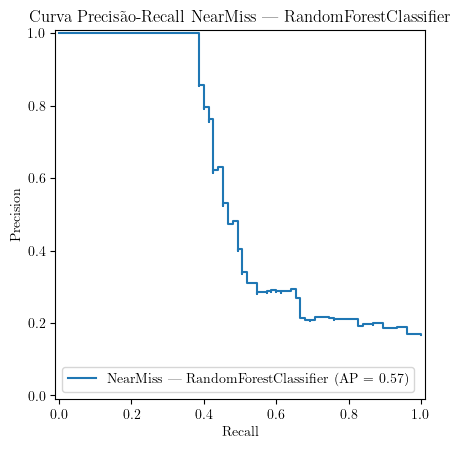 Curva Precisão-Recall NearMiss — RandomForestClassifier
1.0
0.8
0.6
0.4
0.2
0.0
Precision
NearMiss — RandomForestClassifier (AP = 0.57)
0.0 0.2 0.4 0.6 0.8 1.0
Recall